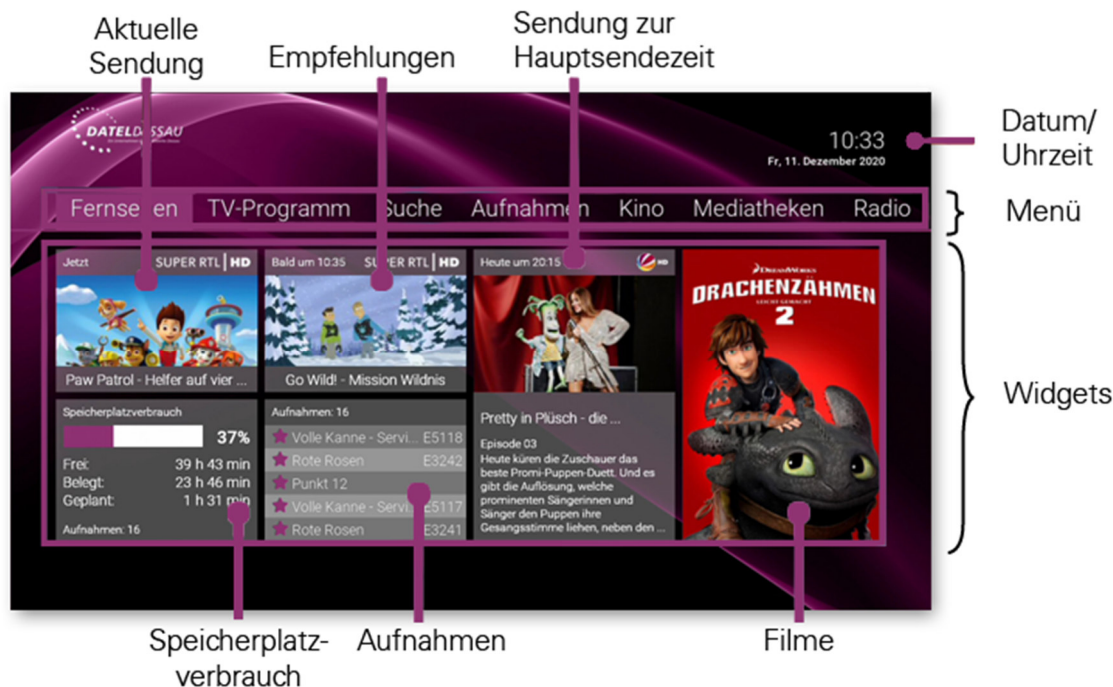 Aktuelle
Sendung
Empfehlungen
Sendung zur
Hauptsendezeit
DATELDESSAU
10:33
Fr, 11. Dezember 2020
Datum/
Uhrzeit
Fernsehen TV-Programm Suche Aufnahmen Kino Mediatheken Radio
Menü
Jetzt SUPER RTL | HD
Bald um 10:35 SUPER RTL | HD
Heute um 20:15 HD
Paw Patrol - Helfer auf vier ...
Go Wild! - Mission Wildnis
DREAMWORKS
DRACHENZÄHMEN
LEICHT GEMACHT
2
Widgets
Speicherplatzverbrauch
37%
Frei: 39 h 43 min
Belegt: 23 h 46 min
Geplant: 1 h 31 min
Aufnahmen: 16
Aufnahmen: 16
Volle Kanne - Servi... E5118
Rote Rosen E3242
Punkt 12
Volle Kanne - Servi... E5117
Rote Rosen E3241
Pretty in Plüsch - die ...
Episode 03
Heute küren die Zuschauer das
beste Promi-Puppen-Duett. Und es
gibt die Auflösung, welche
prominenten Sängerinnen und
Sänger den Puppen ihre
Gesangsstimme liehen, neben den ...
Speicherplatz-
verbrauch
Aufnahmen
Filme